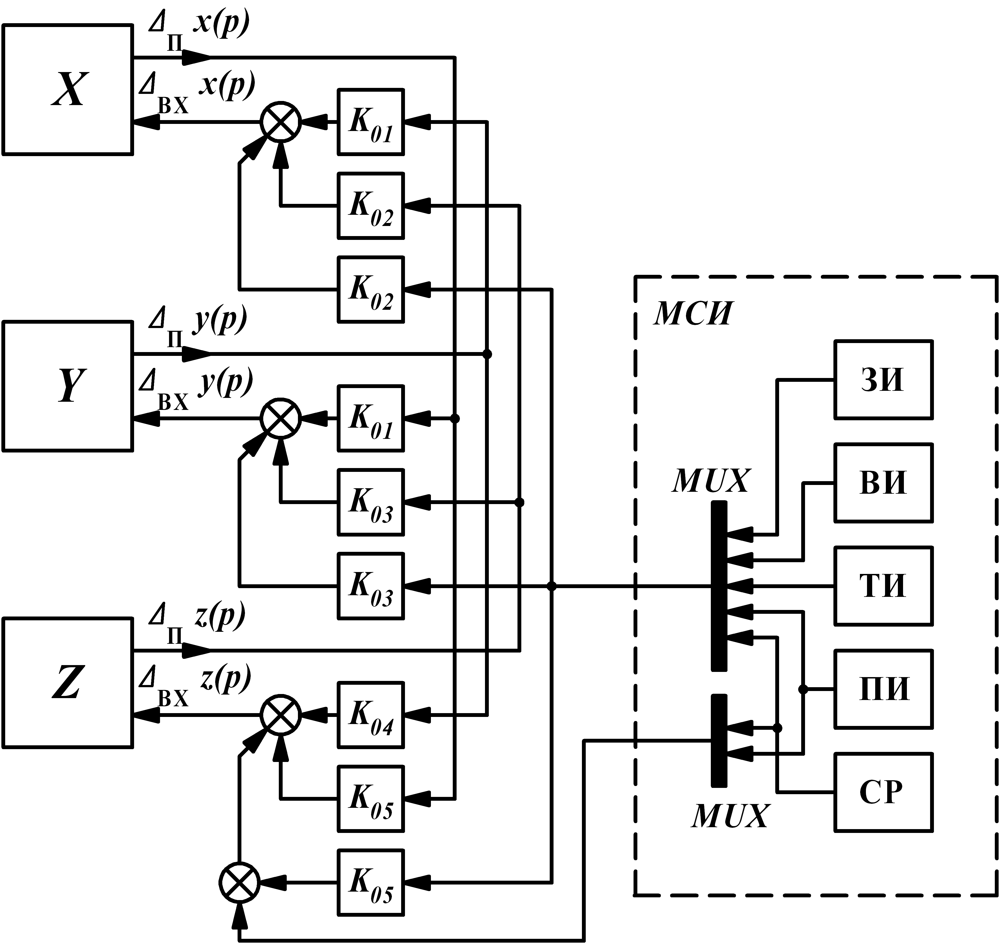 Δп x(p)
X
Δвх x(p)
K01
K02
K02
Δп y(p)
Y
Δвх y(p)
K01
K03
K03
Δп z(p)
Z
Δвх z(p)
K04
K05
K05
МСИ
ЗИ
ВИ
MUX
ТИ
ПИ
СР
MUX